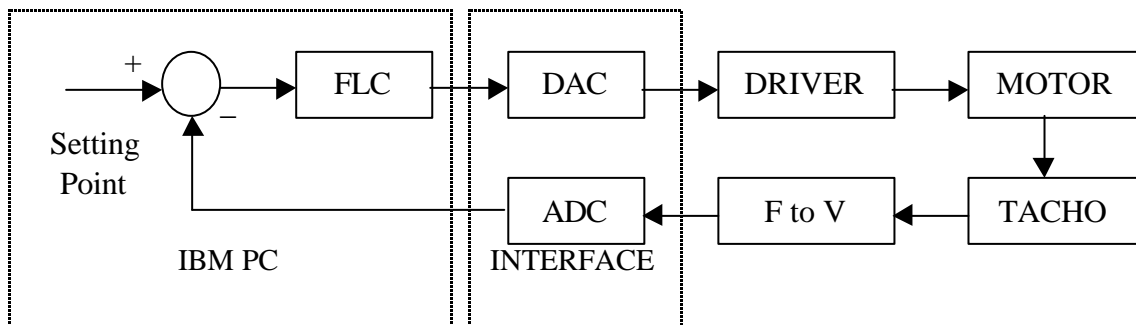 +
FLC
DAC
DRIVER
MOTOR
−
Setting
Point
ADC
F to V
TACHO
IBM PC
INTERFACE